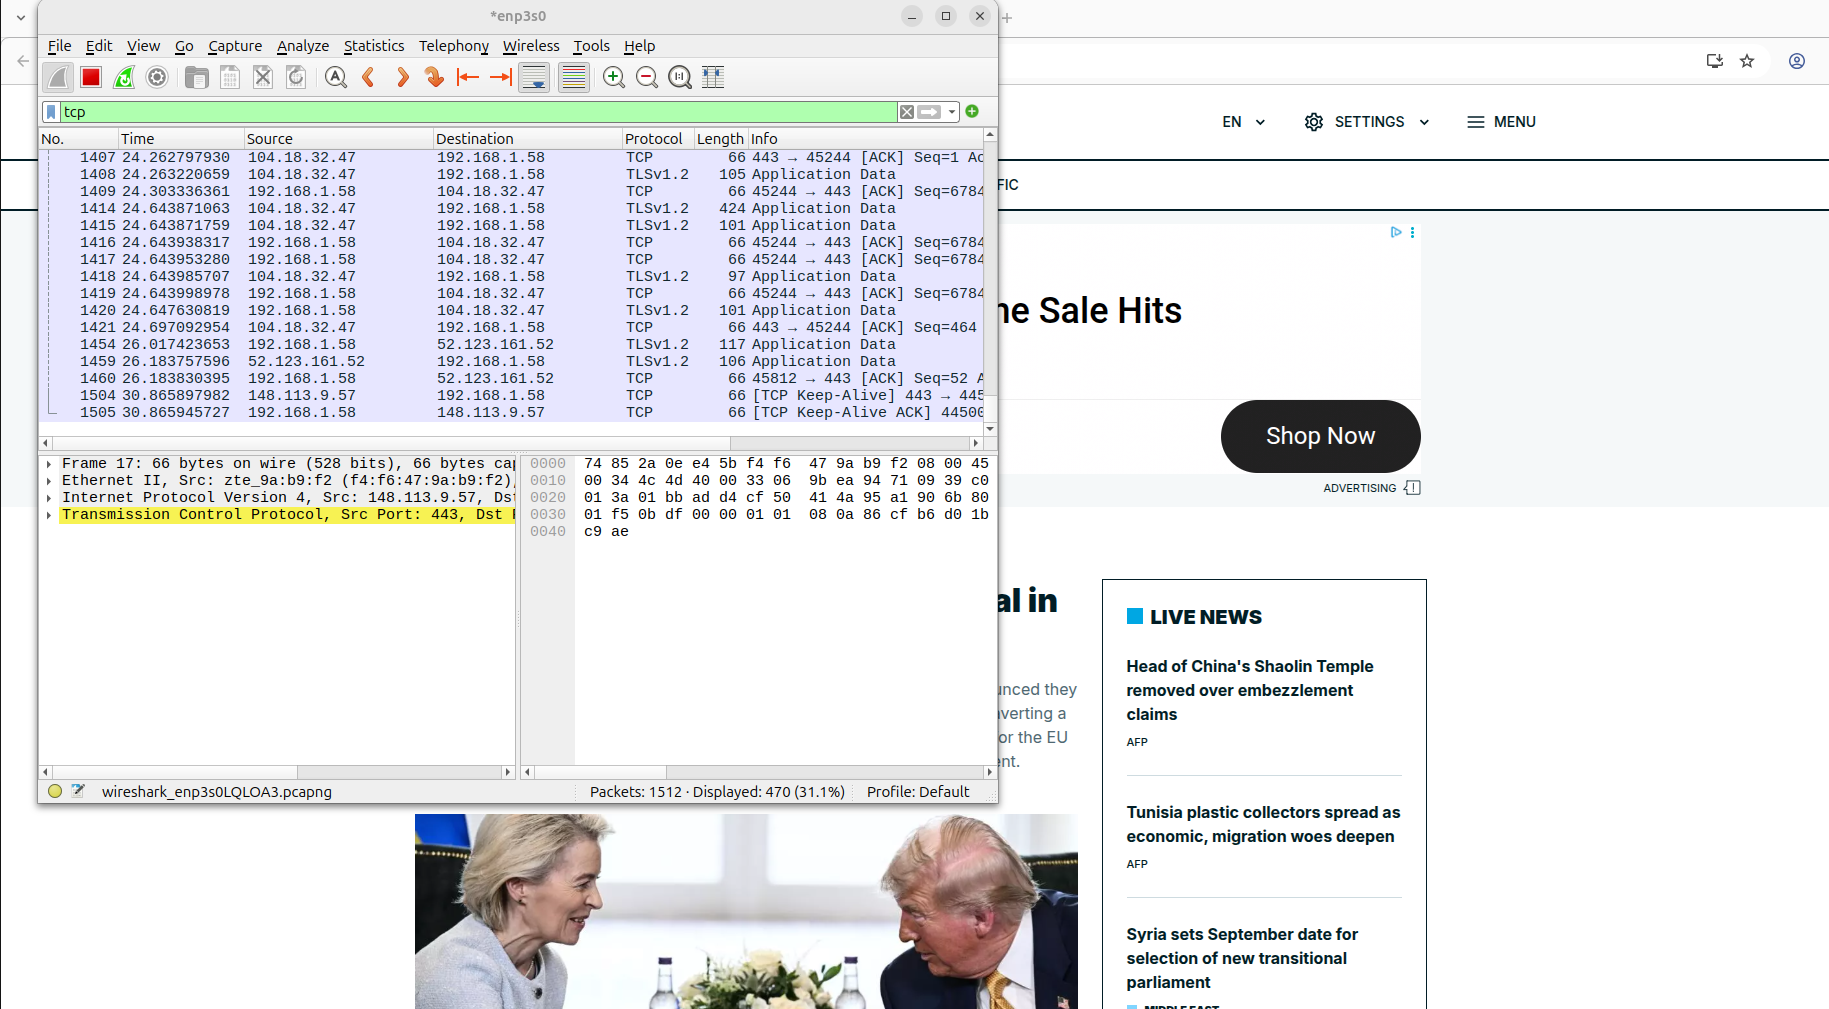 *enp3s0
File Edit View Go Capture Analyze Statistics Telephony Wireless Tools Help
tcp
No. Time Source Destination Protocol Length Info
1407 24.262797930 104.18.32.47 192.168.1.58 TCP 66 443 → 45244 [ACK] Seq=1 Ac
1408 24.263220659 104.18.32.47 192.168.1.58 TLSv1.2 105 Application Data
1409 24.303336361 192.168.1.58 104.18.32.47 TCP 66 45244 → 443 [ACK] Seq=6784
1414 24.643871063 104.18.32.47 192.168.1.58 TLSv1.2 424 Application Data
1415 24.643871759 104.18.32.47 192.168.1.58 TLSv1.2 101 Application Data
1416 24.643938317 192.168.1.58 104.18.32.47 TCP 66 45244 → 443 [ACK] Seq=6784
1417 24.643953280 192.168.1.58 104.18.32.47 TCP 66 45244 → 443 [ACK] Seq=6784
1418 24.643985707 104.18.32.47 192.168.1.58 TLSv1.2 97 Application Data
1419 24.643998978 192.168.1.58 104.18.32.47 TCP 66 45244 → 443 [ACK] Seq=6784
1420 24.647630819 192.168.1.58 104.18.32.47 TLSv1.2 101 Application Data
1421 24.697092954 104.18.32.47 192.168.1.58 TCP 66 443 → 45244 [ACK] Seq=464
1454 26.017423653 192.168.1.58 52.123.161.52 TLSv1.2 117 Application Data
1459 26.183757596 52.123.161.52 192.168.1.58 TLSv1.2 106 Application Data
1460 26.183830395 192.168.1.58 52.123.161.52 TCP 66 45812 → 443 [ACK] Seq=52 A
1504 30.865897982 148.113.9.57 192.168.1.58 TCP 66 [TCP Keep-Alive] 443 → 445
1505 30.865945727 192.168.1.58 148.113.9.57 TCP 66 [TCP Keep-Alive ACK] 44500
Frame 17: 66 bytes on wire (528 bits), 66 bytes cap
Ethernet II, Src: zte_9a:b9:f2 (f4:f6:47:9a:b9:f2),
Internet Protocol Version 4, Src: 148.113.9.57, Dst
Transmission Control Protocol, Src Port: 443, Dst P
0000 74 85 2a 0e e4 5b f4 f6 47 9a b9 f2 08 00 45
0010 00 34 4c 4d 40 00 33 06 9b ea 94 71 09 39 c0
0020 01 3a 01 bb ad d4 cf 50 41 4a 95 a1 90 6b 80
0030 01 f5 0b df 00 00 01 01 08 0a 86 cf b6 d0 1b
0040 c9 ae
wireshark_enp3s0LQLOA3.pcapng Packets: 1512 · Displayed: 470 (31.1%) Profile: Default
EN SETTINGS MENU
FIC
ne Sale Hits
Shop Now
ADVERTISING
al in
unced they
verting a
or the EU
ent.
LIVE NEWS
Head of China's Shaolin Temple
removed over embezzlement
claims
AFP
Tunisia plastic collectors spread as
economic, migration woes deepen
AFP
Syria sets September date for
selection of new transitional
parliament
MIDDLE EAST